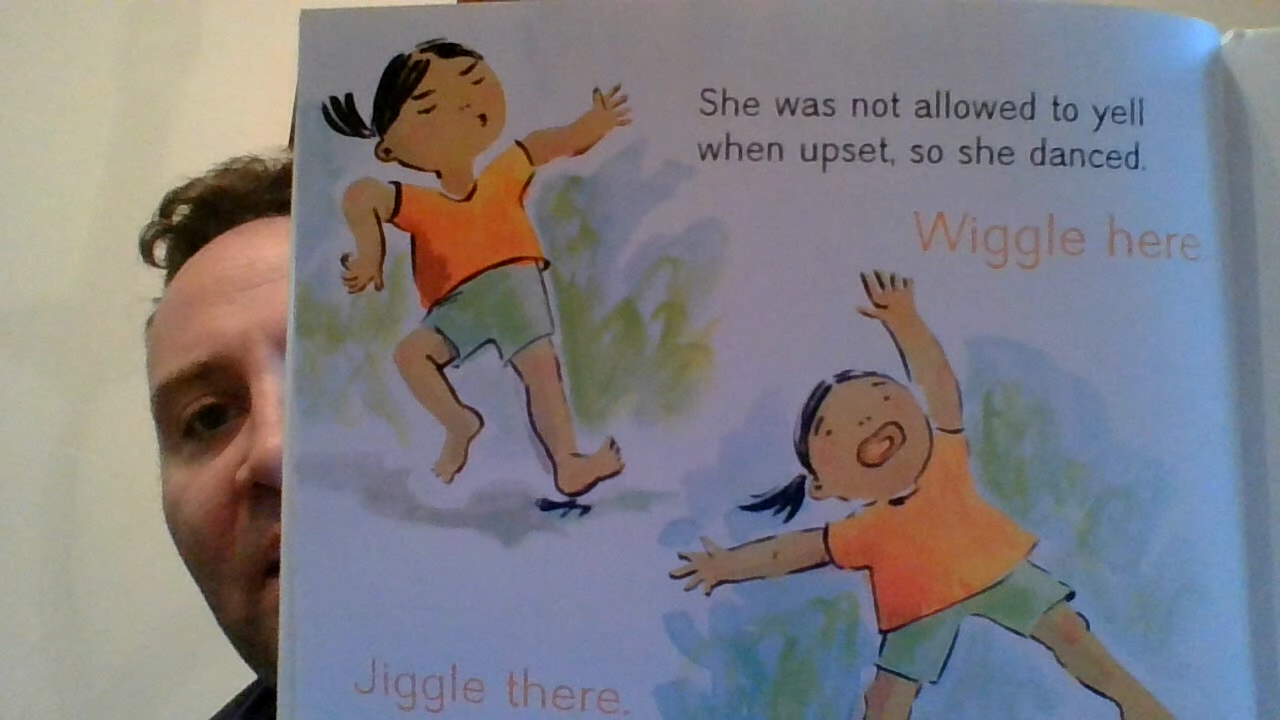 She was not allowed to yell
when upset, so she danced.
Wiggle here
Jiggle there.